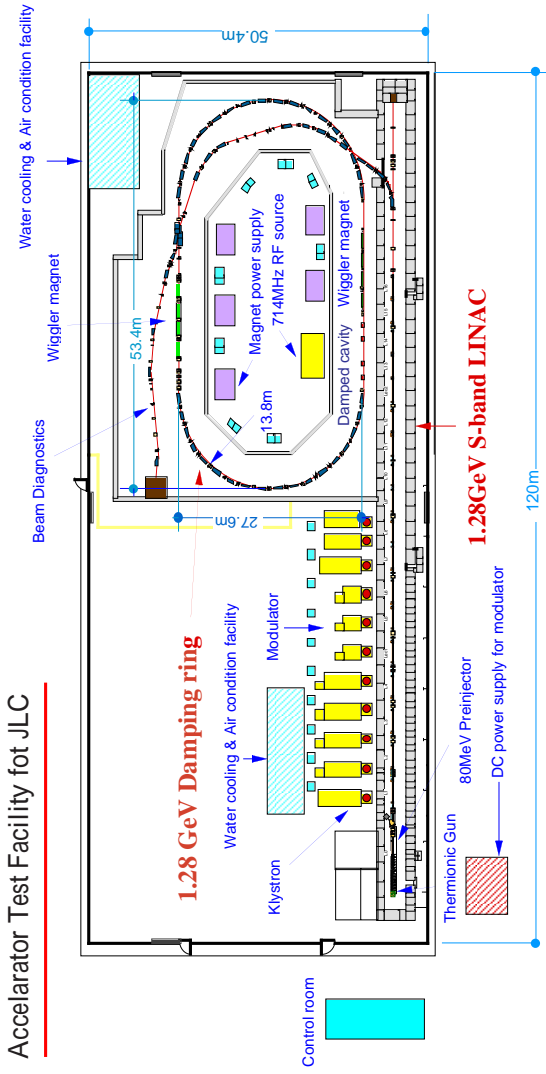 Accelarator Test Facility fot JLC
Water cooling & Air condition facility
50.4m
Wiggler magnet
53.4m
Beam Diagnostics
Magnet power supply
714MHz RF source
Wiggler magnet
Damped cavity
13.8m
27.6m
1.28 GeV Damping ring
Modulator
Water cooling & Air condition facility
Klystron
1.28GeV S-band LINAC
120m
80MeV Preinjector
DC power supply for modulator
Thermionic Gun
Control room